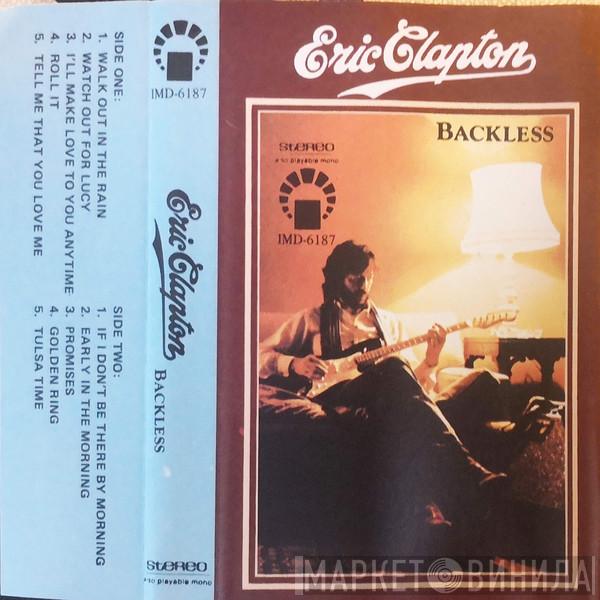 SIDE ONE:
1. WALK OUT IN THE RAIN
2. WATCH OUT FOR LUCY
3. I'LL MAKE LOVE TO YOU ANYTIME
4. ROLL IT
5. TELL ME THAT YOU LOVE ME
SIDE TWO:
1. IF I DON'T BE THERE BY MORNING
2. EARLY IN THE MORNING
3. PROMISES
4. GOLDEN RING
5. TULSA TIME
IMD-6187
Eric Clapton
BACKLESS
stereo
playable mono
Eric Clapton
BACKLESS
stereo
playable mono
IMD-6187
МАРКЕТ ВИНИЛА